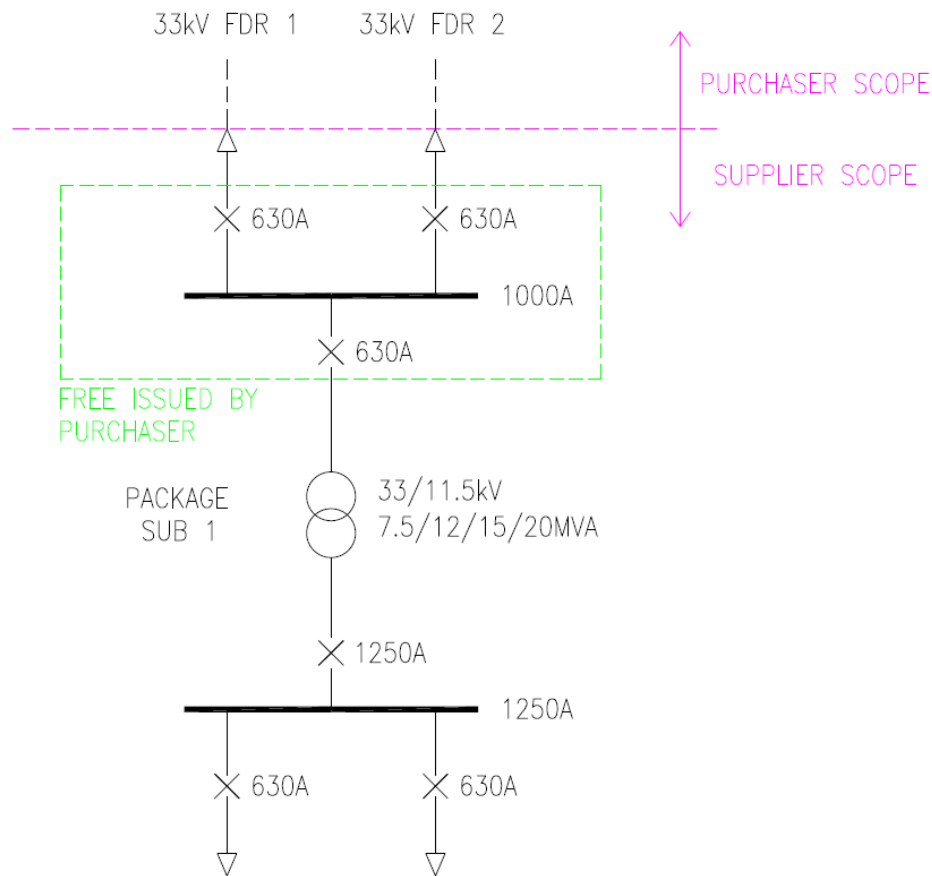 33kV FDR 1
33kV FDR 2
PURCHASER SCOPE
SUPPLIER SCOPE
630A
630A
1000A
630A
FREE ISSUED BY
PURCHASER
PACKAGE
SUB 1
33/11.5kV
7.5/12/15/20MVA
1250A
1250A
630A
630A